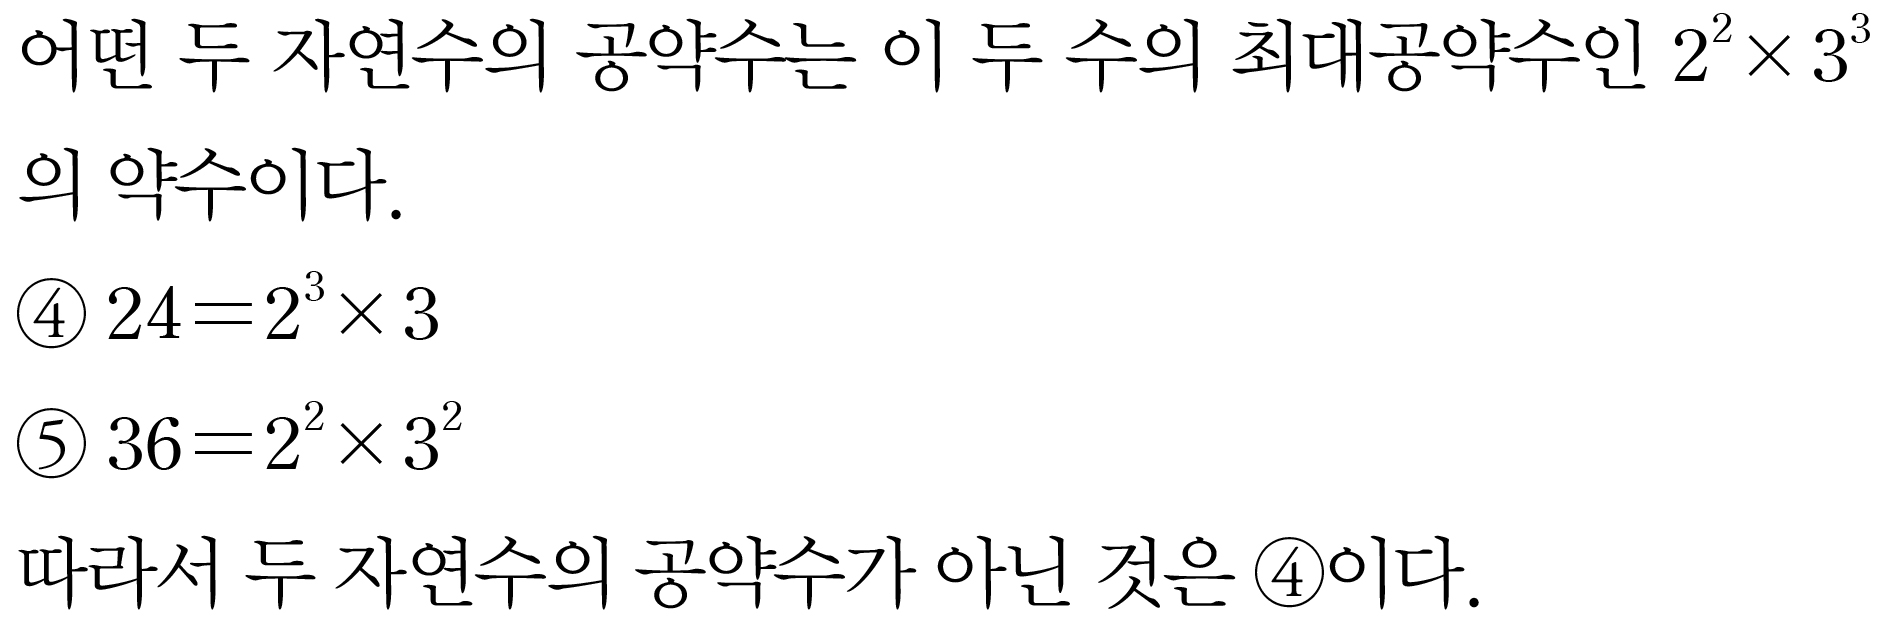 어떤 두 자연수의 공약수는 이 두 수의 최대공약수인 2²×3³
의 약수이다.
④ 24=2³×3
⑤ 36=2²×3²
따라서 두 자연수의 공약수가 아닌 것은 ④이다.